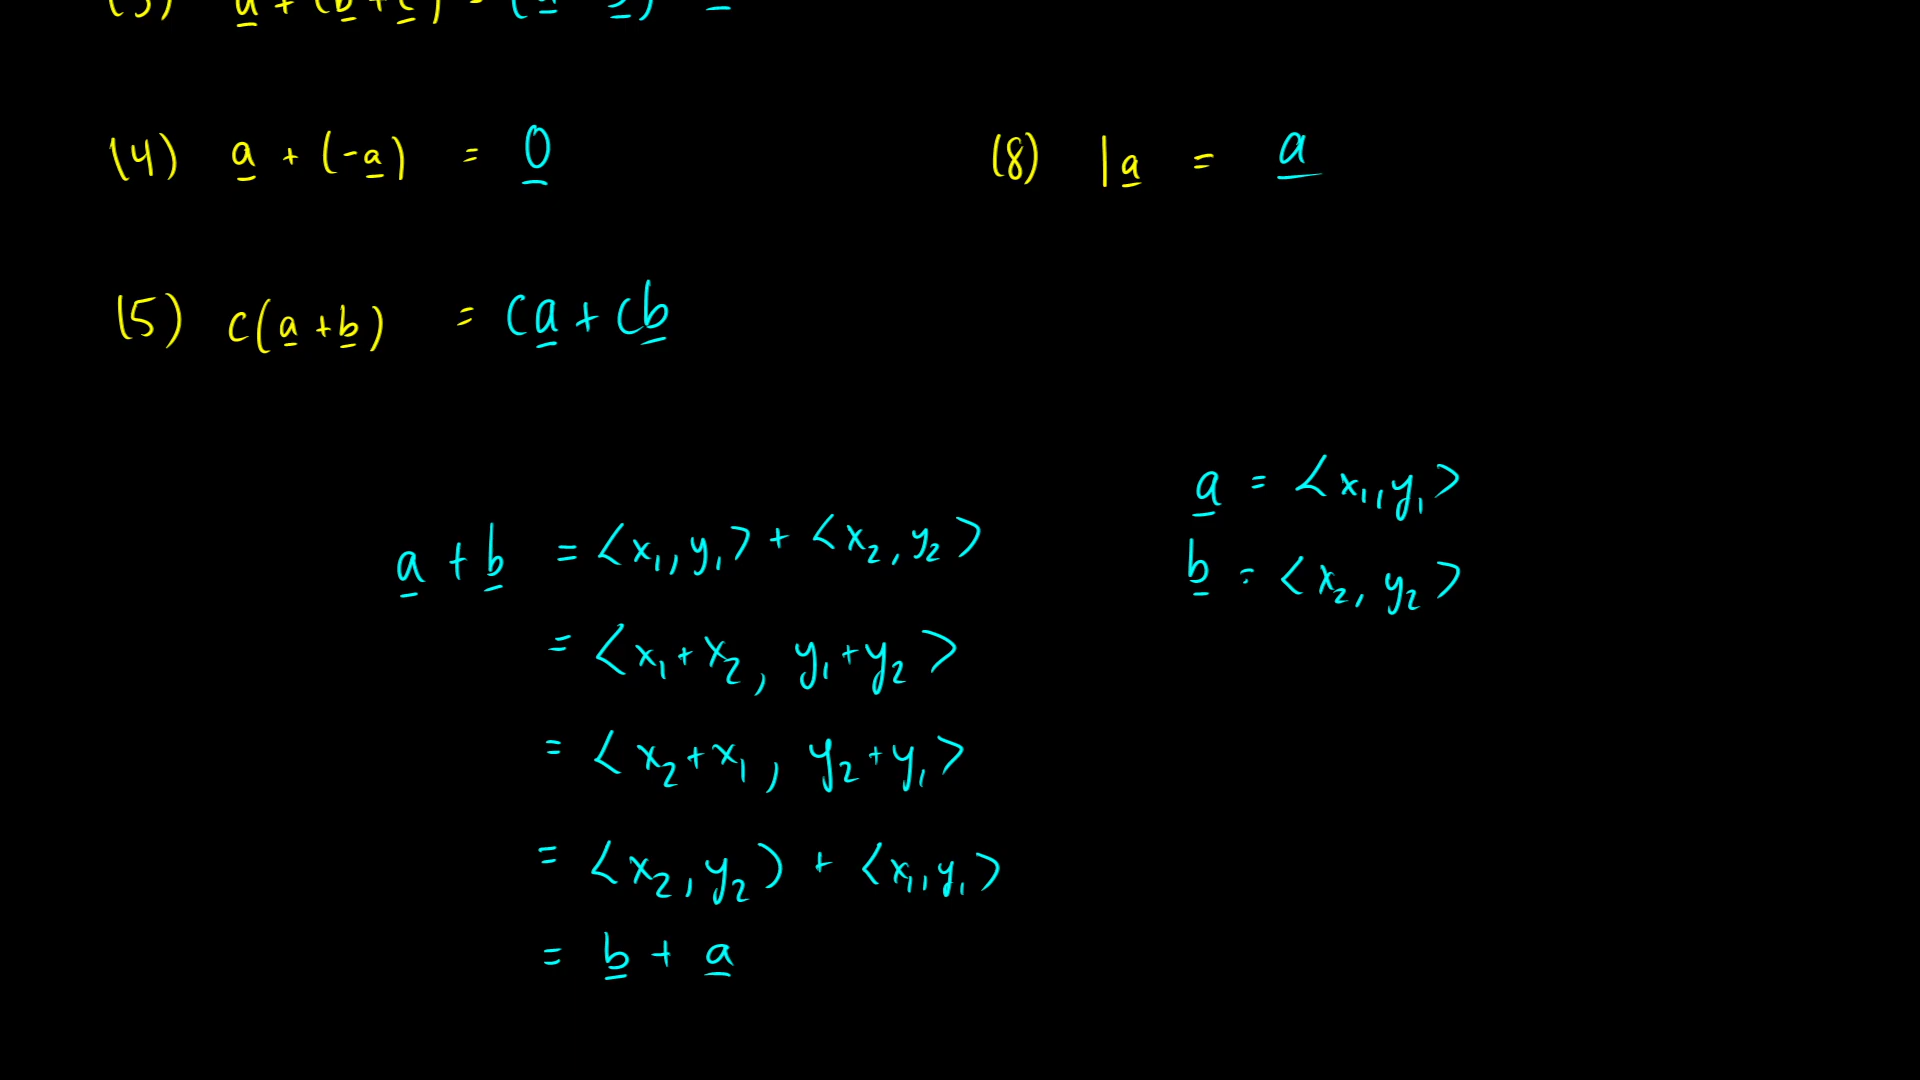 (4) a + (-a) = 0
(8) 1a = a
(5) c(a + b) = ca + cb
a = <x₁, y₁>
b = <x₂, y₂>
a + b = <x₁, y₁> + <x₂, y₂>
= <x₁+x₂, y₁+y₂>
= <x₂+x₁, y₂+y₁>
= <x₂, y₂) + <x₁, y₁>
= b + a